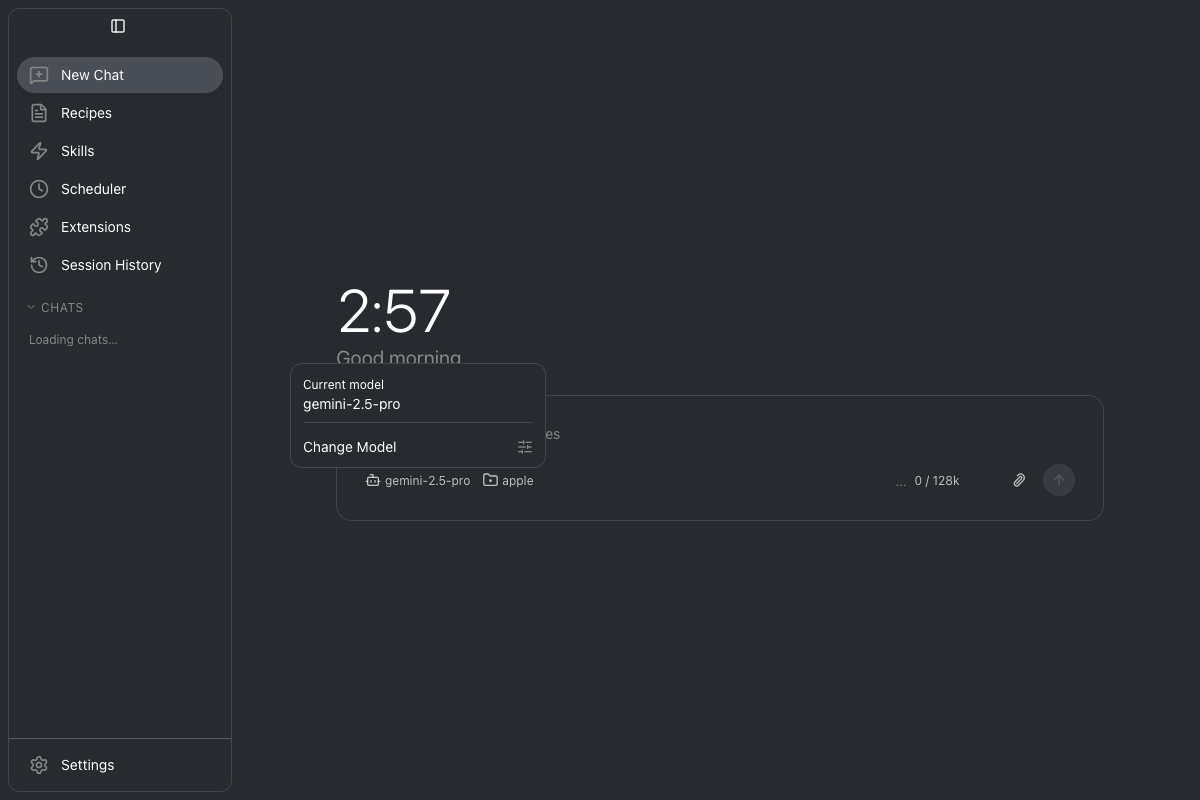 New Chat
Recipes
Skills
Scheduler
Extensions
Session History
CHATS
Loading chats...
Settings
2:57
Good morning
Current model
gemini-2.5-pro
Change Model
es
gemini-2.5-pro
apple
... 0 / 128k